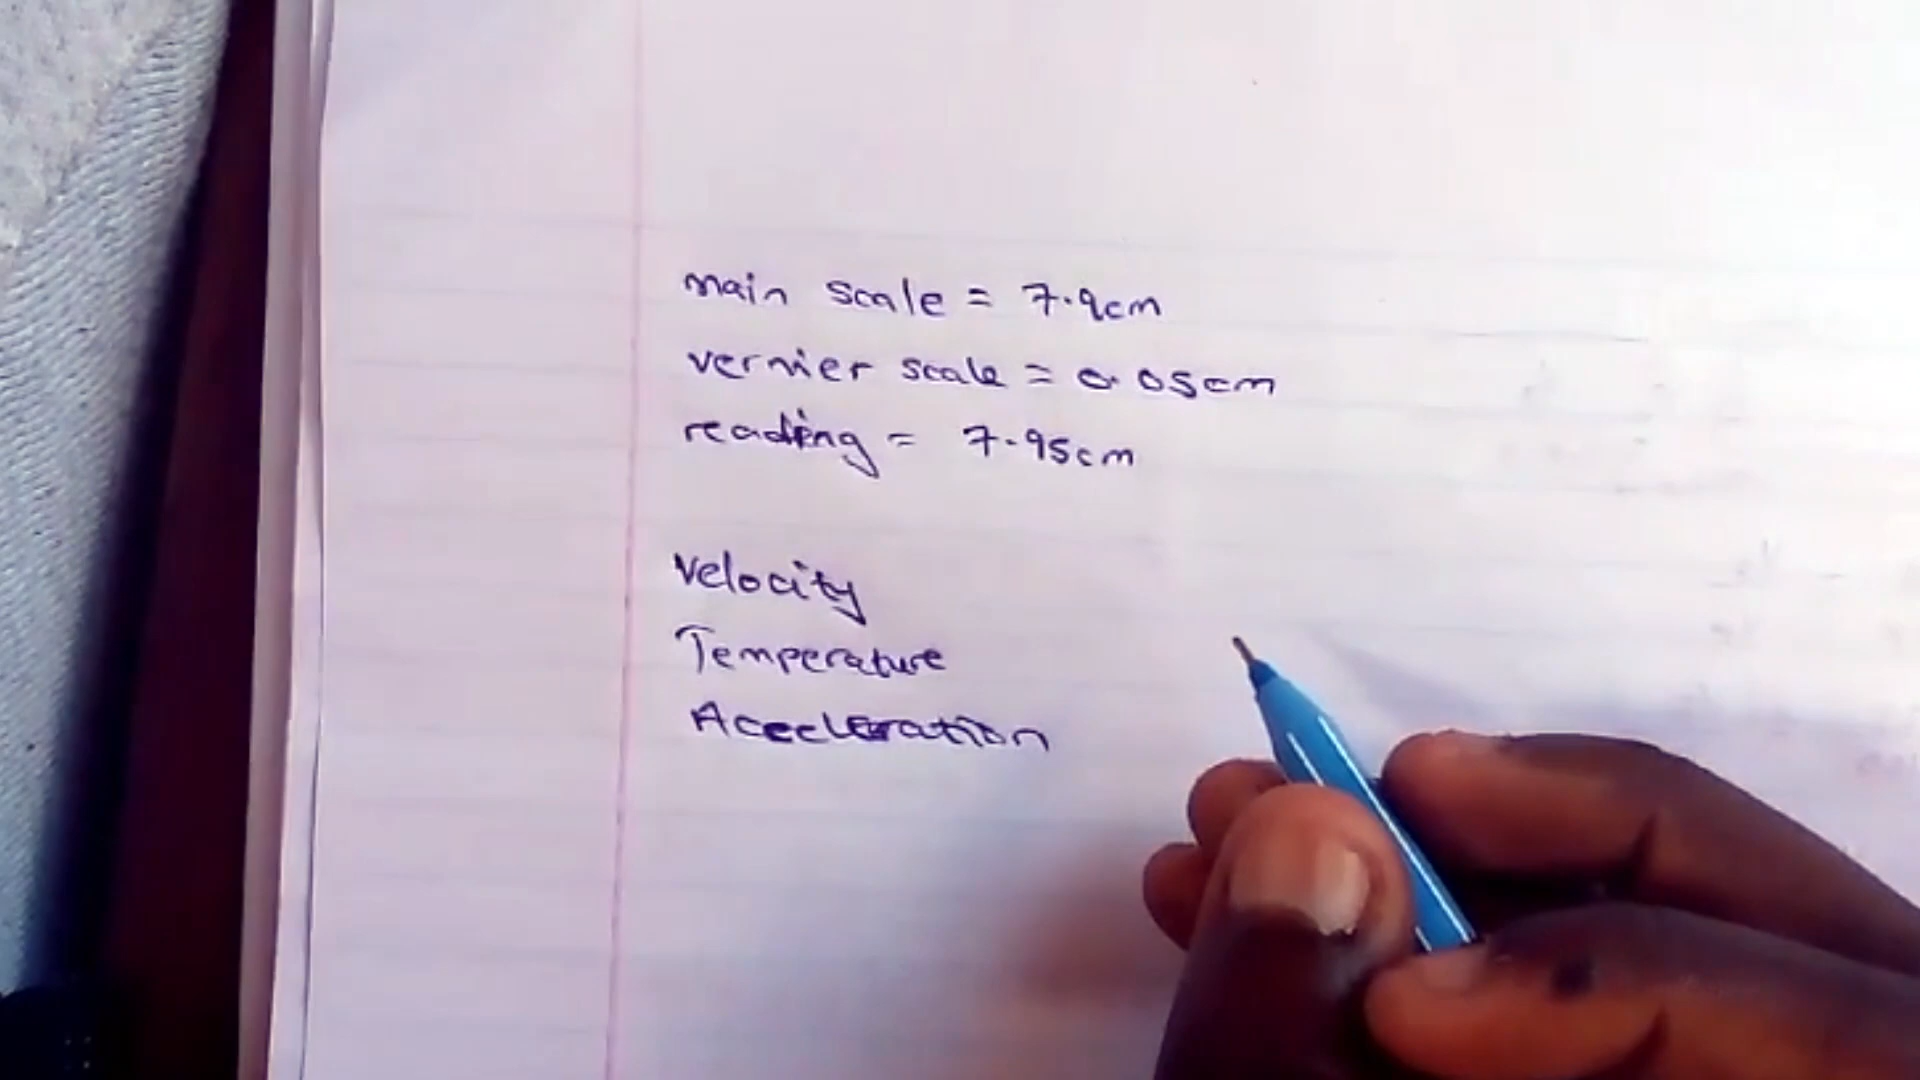 main scale = 7.9cm
vernier scale = 0.05cm
reading = 7.95cm
Velocity
Temperature
Acceleration